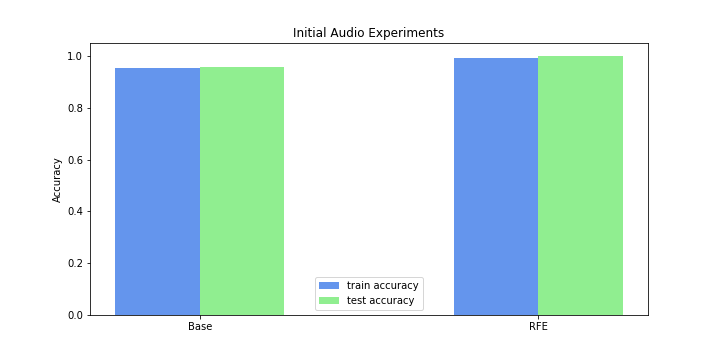 Initial Audio Experiments
Accuracy
1.0
0.8
0.6
0.4
0.2
0.0
train accuracy
test accuracy
Base
RFE